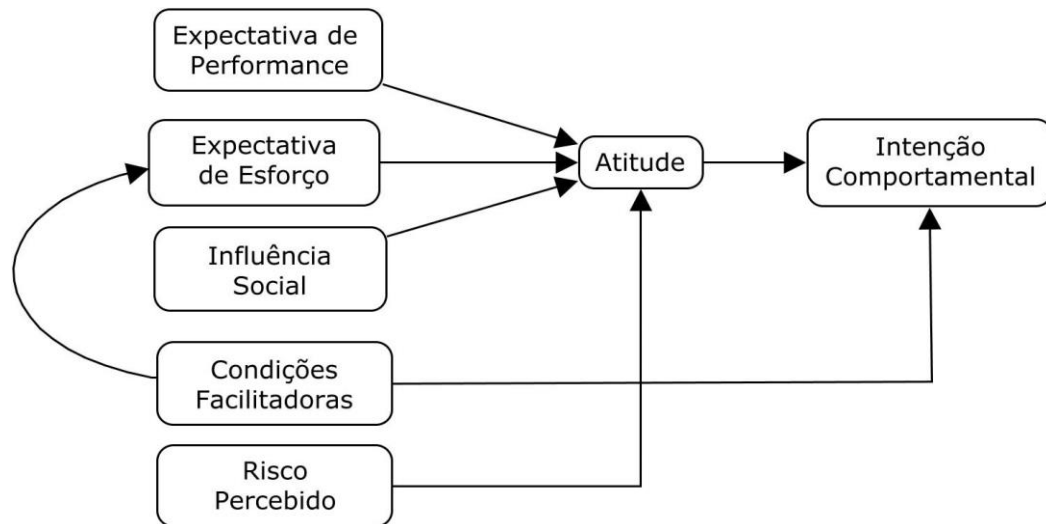 Expectativa de
Performance
Expectativa
de Esforço
Influência
Social
Condições
Facilitadoras
Risco
Percebido
Atitude
Intenção
Comportamental